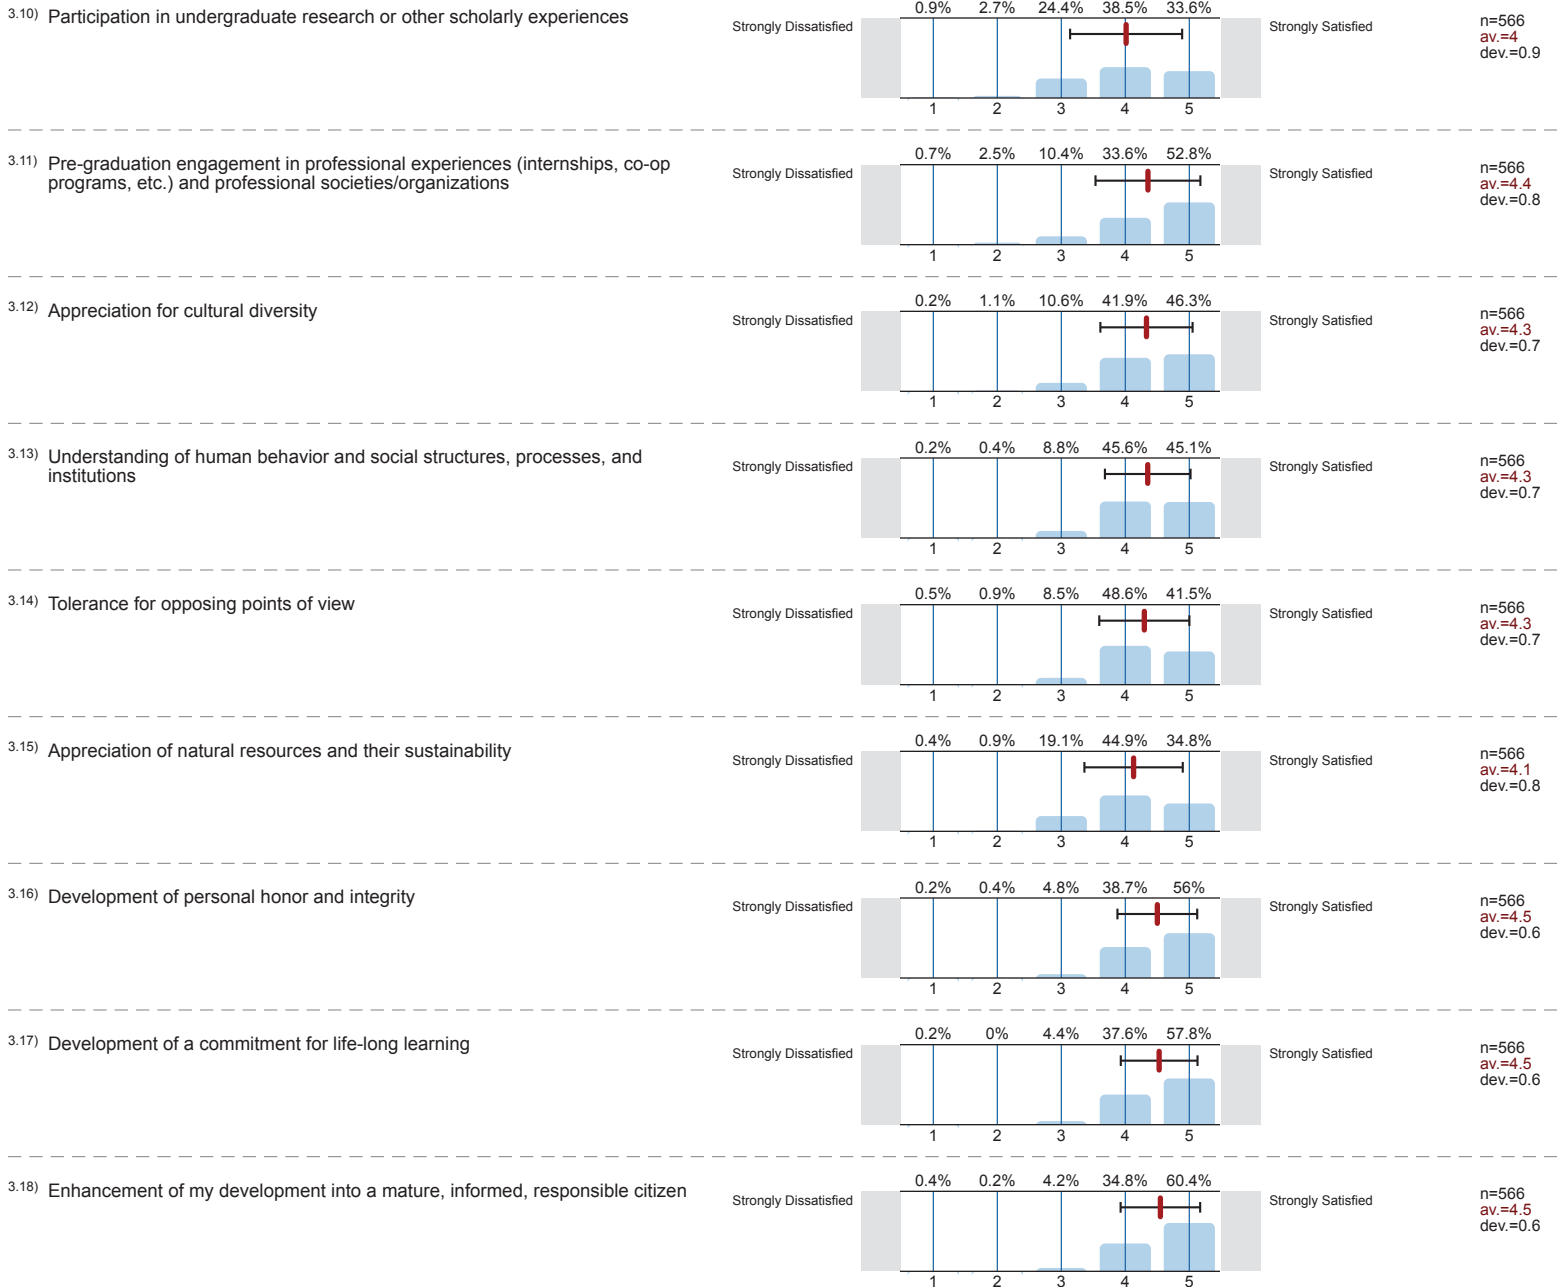 3.10) Participation in undergraduate research or other scholarly experiences
Strongly Dissatisfied
0.9% 2.7% 24.4% 38.5% 33.6%
1 2 3 4 5
Strongly Satisfied
n=566
av.=4
dev.=0.9
3.11) Pre-graduation engagement in professional experiences (internships, co-op
programs, etc.) and professional societies/organizations
Strongly Dissatisfied
0.7% 2.5% 10.4% 33.6% 52.8%
1 2 3 4 5
Strongly Satisfied
n=566
av.=4.4
dev.=0.8
3.12) Appreciation for cultural diversity
Strongly Dissatisfied
0.2% 1.1% 10.6% 41.9% 46.3%
1 2 3 4 5
Strongly Satisfied
n=566
av.=4.3
dev.=0.7
3.13) Understanding of human behavior and social structures, processes, and
institutions
Strongly Dissatisfied
0.2% 0.4% 8.8% 45.6% 45.1%
1 2 3 4 5
Strongly Satisfied
n=566
av.=4.3
dev.=0.7
3.14) Tolerance for opposing points of view
Strongly Dissatisfied
0.5% 0.9% 8.5% 48.6% 41.5%
1 2 3 4 5
Strongly Satisfied
n=566
av.=4.3
dev.=0.7
3.15) Appreciation of natural resources and their sustainability
Strongly Dissatisfied
0.4% 0.9% 19.1% 44.9% 34.8%
1 2 3 4 5
Strongly Satisfied
n=566
av.=4.1
dev.=0.8
3.16) Development of personal honor and integrity
Strongly Dissatisfied
0.2% 0.4% 4.8% 38.7% 56%
1 2 3 4 5
Strongly Satisfied
n=566
av.=4.5
dev.=0.6
3.17) Development of a commitment for life-long learning
Strongly Dissatisfied
0.2% 0% 4.4% 37.6% 57.8%
1 2 3 4 5
Strongly Satisfied
n=566
av.=4.5
dev.=0.6
3.18) Enhancement of my development into a mature, informed, responsible citizen
Strongly Dissatisfied
0.4% 0.2% 4.2% 34.8% 60.4%
1 2 3 4 5
Strongly Satisfied
n=566
av.=4.5
dev.=0.6